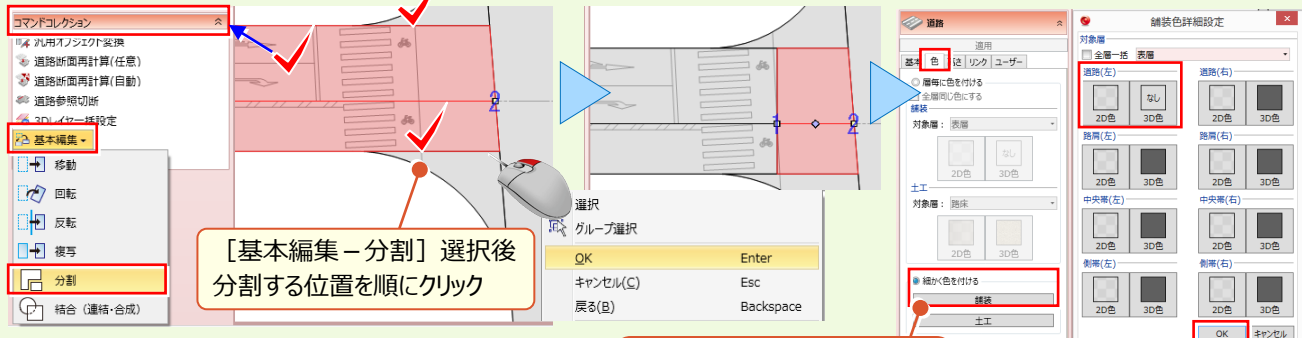 コマンドコレクション
汎用オブジェクト変換
道路断面再計算(任意)
道路断面再計算(自動)
道路参照切断
3Dレイヤー一括設定
基本編集
移動
回転
反転
複写
分割
結合（連結・合成）
2
［基本編集－分割］選択後
分割する位置を順にクリック
1
2
選択
グループ選択
OK Enter
キャンセル(C) Esc
戻る(B) Backspace
道路
適用
基本 色 高さ リンク ユーザー
層毎に色を付ける
全層同じ色にする
舗装
対象層： 表層
なし
2D色 3D色
土工
対象層： 路床
2D色 3D色
細かく色を付ける
舗装
土工
舗装色詳細設定
対象層
全層一括 表層
道路(左) 道路(右)
なし
2D色 3D色 2D色 3D色
路肩(左) 路肩(右)
2D色 3D色 2D色 3D色
中央帯(左) 中央帯(右)
2D色 3D色 2D色 3D色
側帯(左) 側帯(右)
2D色 3D色 2D色 3D色
OK キャンセル